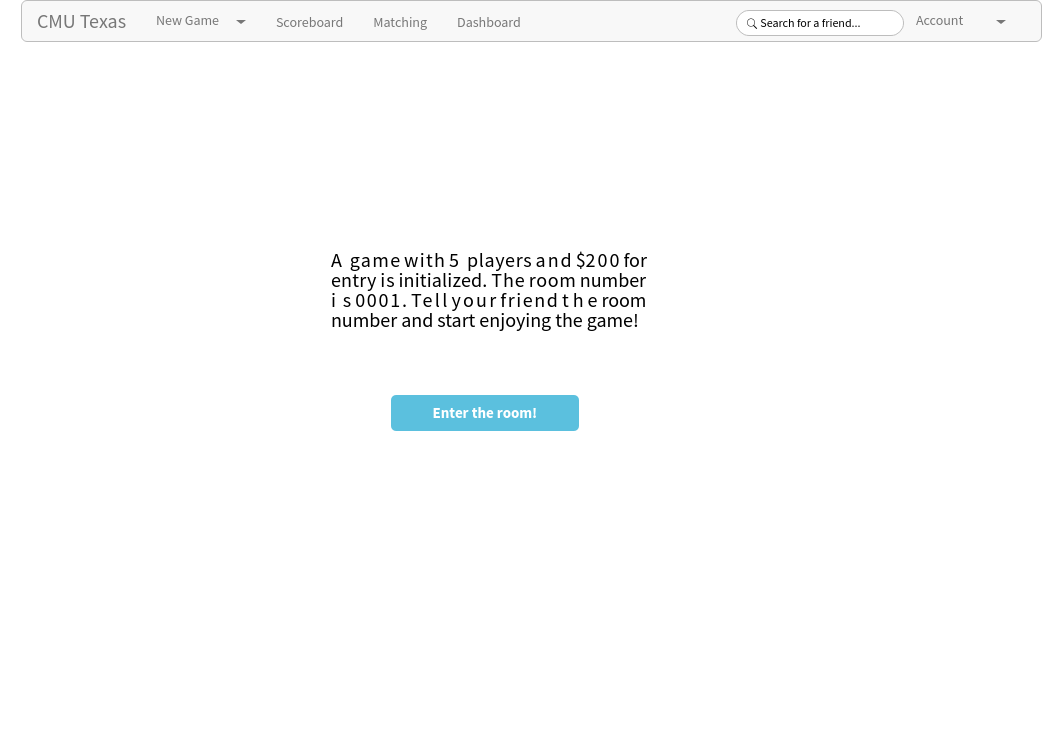 CMU Texas New Game Scoreboard Matching Dashboard Search for a friend... Account
A game with 5 players and $200 for
entry is initialized. The room number
is 0001. Tell your friend the room
number and start enjoying the game!
Enter the room!